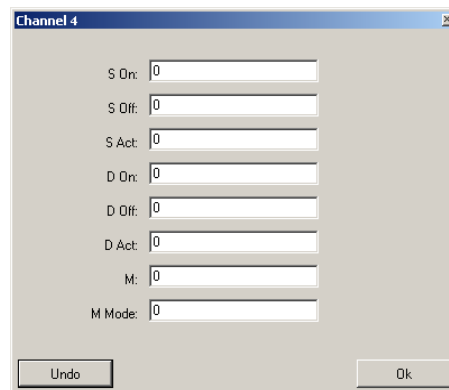 Channel 4
S On: 0
S Off: 0
S Act: 0
D On: 0
D Off: 0
D Act: 0
M: 0
M Mode: 0
Undo Ok